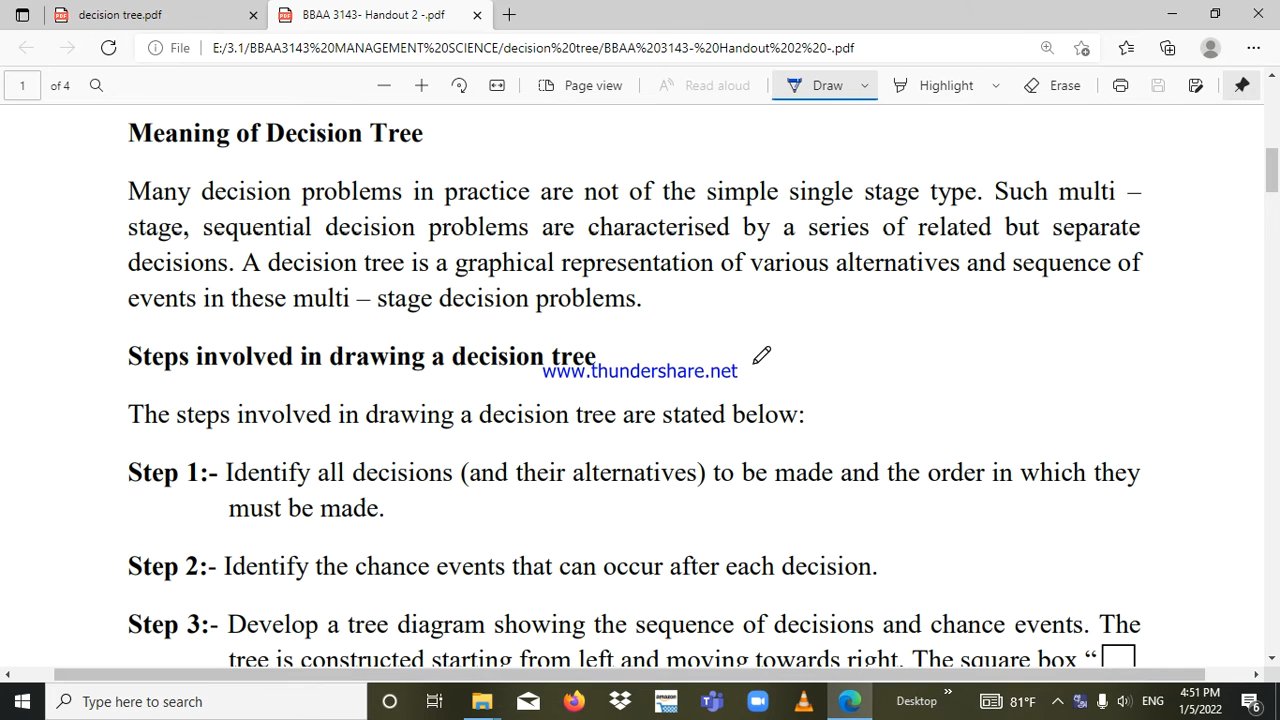 decision tree.pdf
BBAA 3143- Handout 2 -.pdf
File
E:/3.1/BBAA3143%20MANAGEMENT%20SCIENCE/decision%20tree/BBAA%203143-%20Handout%202%20-.pdf
1 of 4
Page view
Read aloud
Draw
Highlight
Erase
Meaning of Decision Tree
Many decision problems in practice are not of the simple single stage type. Such multi –
stage, sequential decision problems are characterised by a series of related but separate
decisions. A decision tree is a graphical representation of various alternatives and sequence of
events in these multi – stage decision problems.
Steps involved in drawing a decision tree
www.thundershare.net
The steps involved in drawing a decision tree are stated below:
Step 1:- Identify all decisions (and their alternatives) to be made and the order in which they
must be made.
Step 2:- Identify the chance events that can occur after each decision.
Step 3:- Develop a tree diagram showing the sequence of decisions and chance events. The
tree is constructed starting from left and moving towards right. The square box “
Type here to search
amazon
Desktop
81°F
ENG
4:51 PM
1/5/2022
6